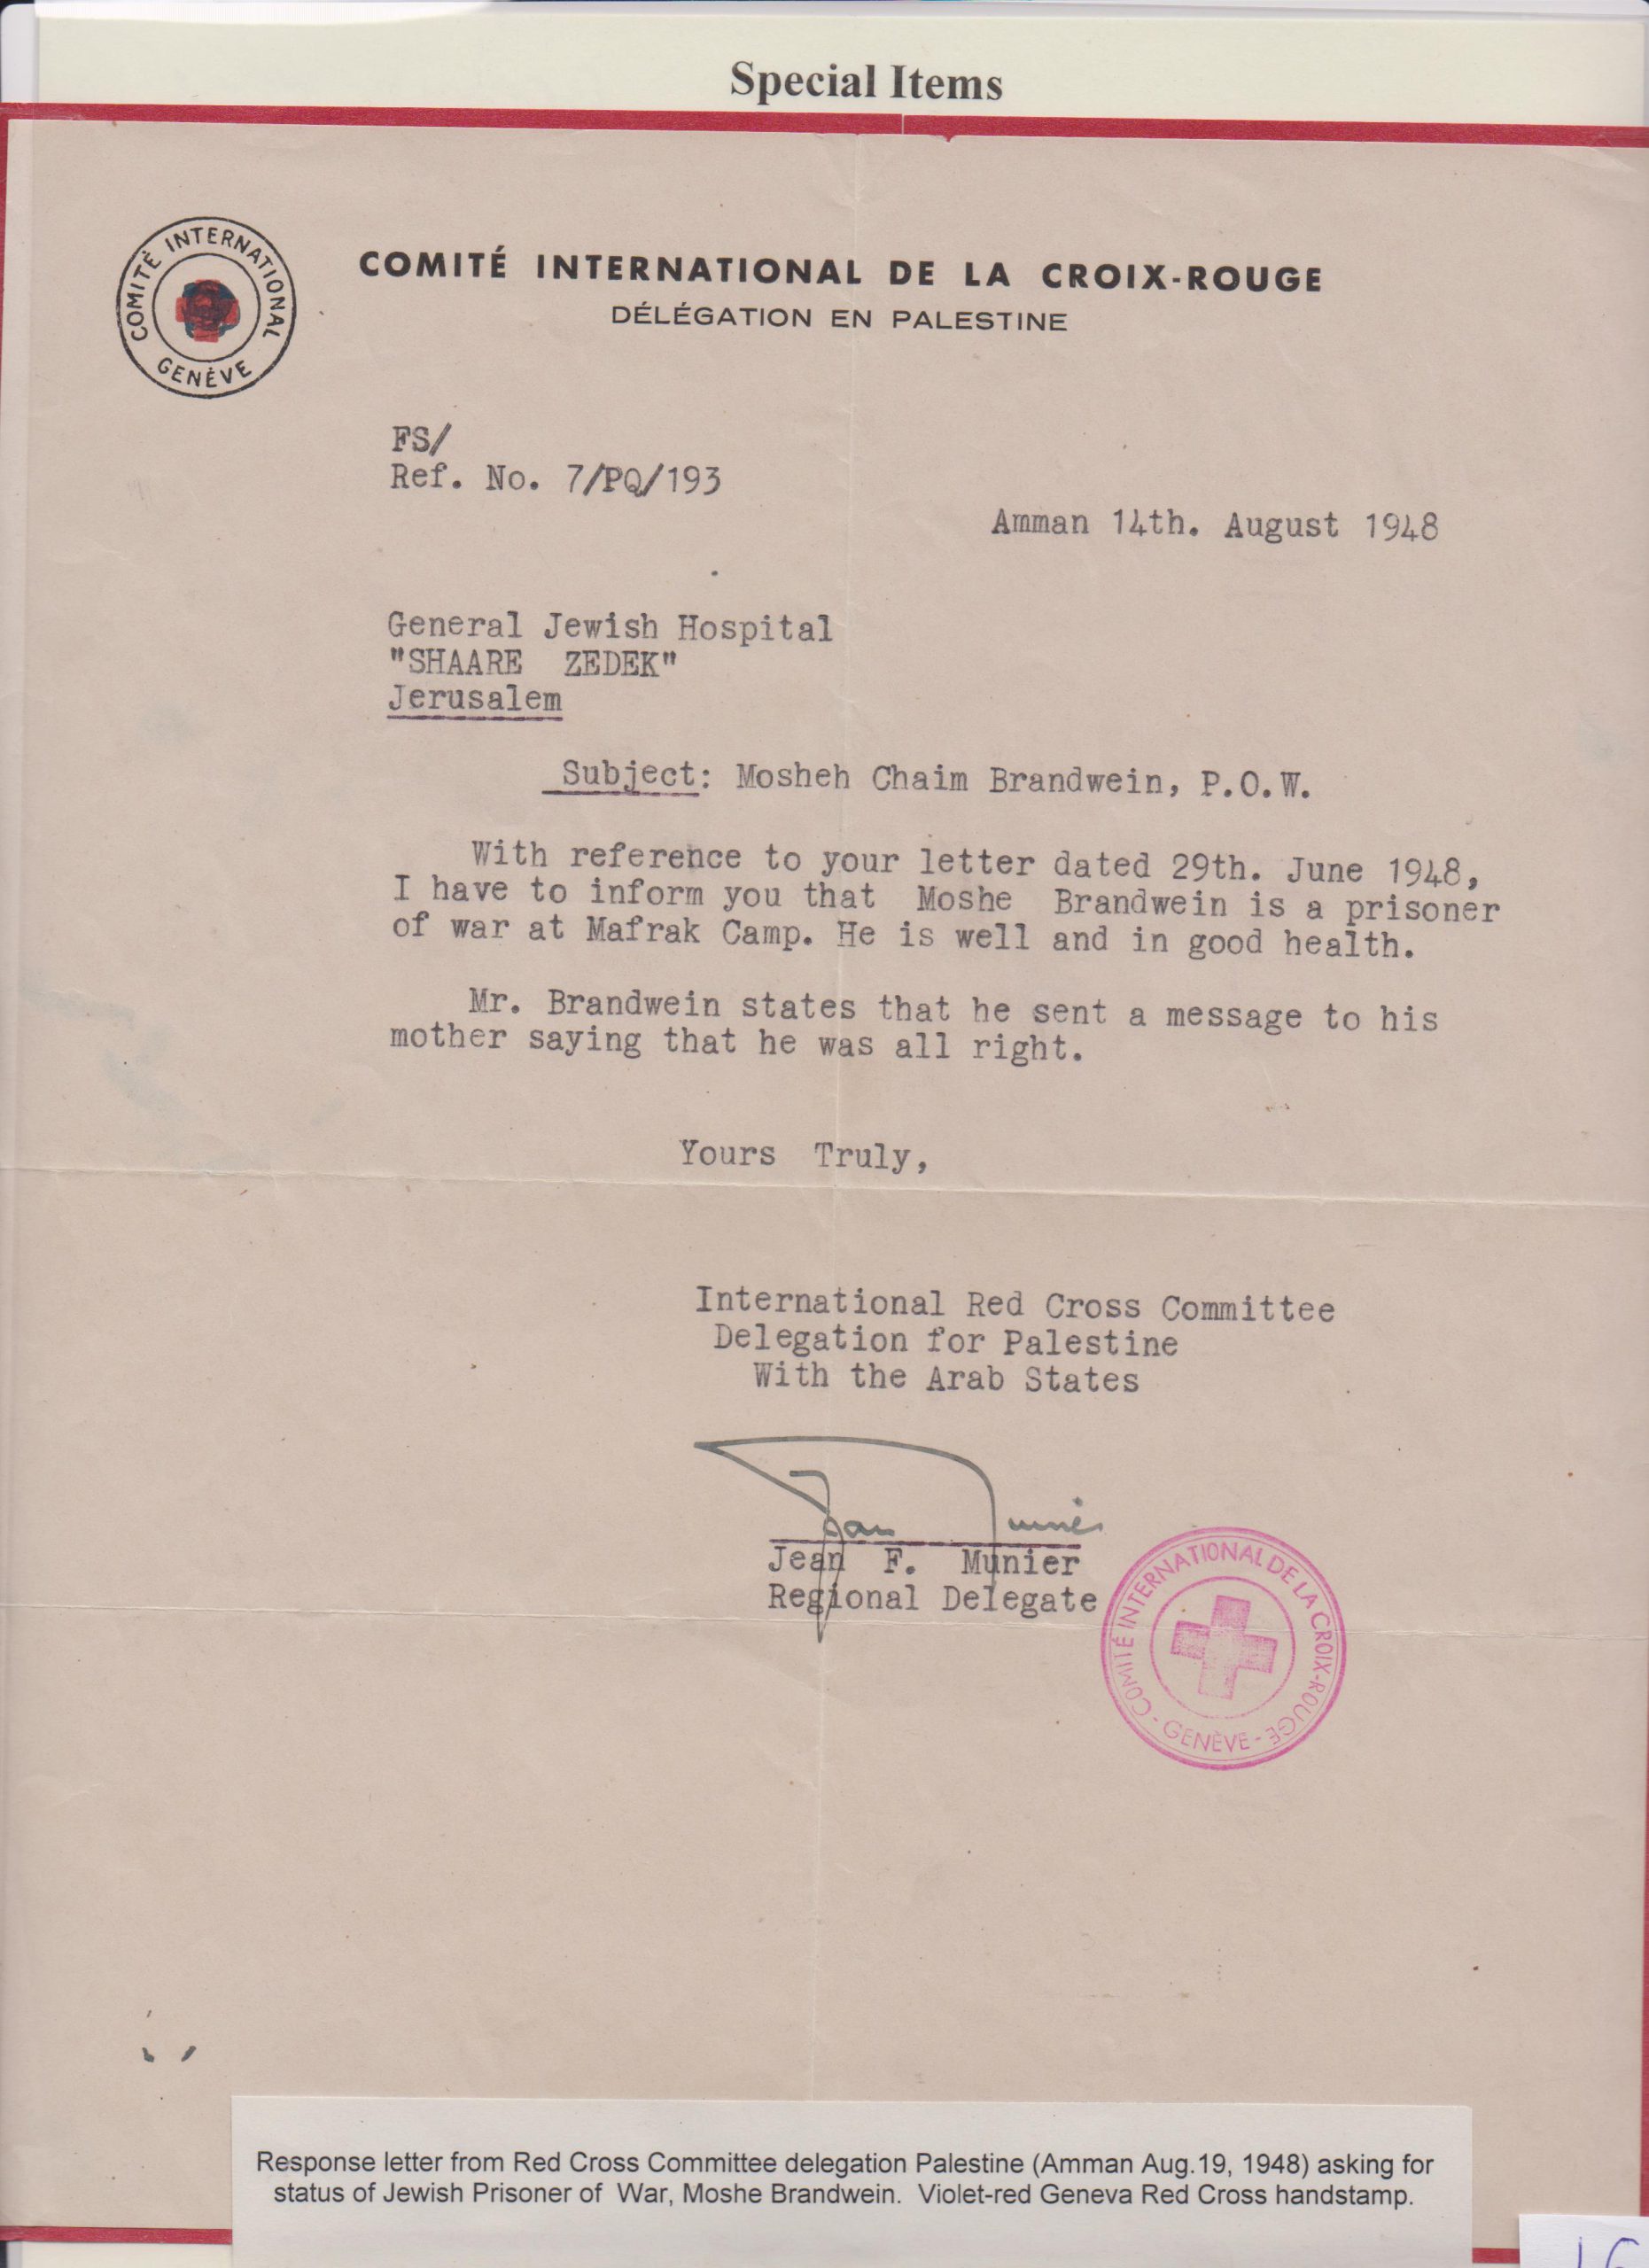 Special Items
COMITÉ INTERNATIONAL
GENÈVE
COMITÉ INTERNATIONAL DE LA CROIX-ROUGE
DÉLÉGATION EN PALESTINE
FS/
Ref. No. 7/PQ/193
Amman 14th. August 1948
General Jewish Hospital
"SHAARE ZEDEK"
Jerusalem
Subject: Mosheh Chaim Brandwein, P.O.W.
With reference to your letter dated 29th. June 1948,
I have to inform you that Moshe Brandwein is a prisoner
of war at Mafrak Camp. He is well and in good health.
Mr. Brandwein states that he sent a message to his
mother saying that he was all right.
Yours Truly,
International Red Cross Committee
Delegation for Palestine
With the Arab States
Jean F. Munier
Regional Delegate
COMITÉ INTERNATIONAL DE LA CROIX-ROUGE
- GENÈVE -
Response letter from Red Cross Committee delegation Palestine (Amman Aug.19, 1948) asking for
status of Jewish Prisoner of War, Moshe Brandwein. Violet-red Geneva Red Cross handstamp.